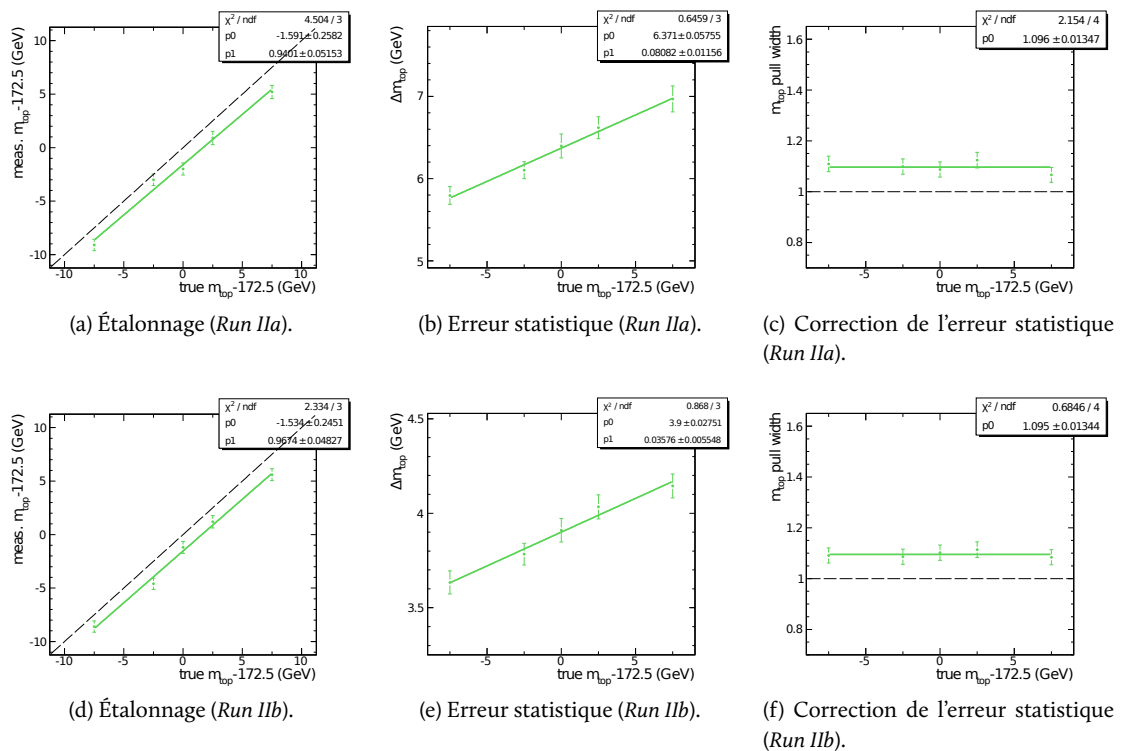 χ² / ndf 4.504 / 3
p0 -1.591 ± 0.2582
p1 0.9401 ± 0.05153
meas. m_top-172.5 (GeV)
10
5
0
-5
-10
-10 -5 0 5 10
true m_top-172.5 (GeV)
(a) Étalonnage (Run IIa).
χ² / ndf 0.6459 / 3
p0 6.371 ± 0.05755
p1 0.08082 ± 0.01156
Δm_top (GeV)
7
6
5
-5 0 5
true m_top-172.5 (GeV)
(b) Erreur statistique (Run IIa).
χ² / ndf 2.154 / 4
p0 1.096 ± 0.01347
m_top pull width
1.6
1.4
1.2
1
0.8
-5 0 5
true m_top-172.5 (GeV)
(c) Correction de l'erreur statistique
(Run IIa).
χ² / ndf 2.334 / 3
p0 -1.534 ± 0.2451
p1 0.9674 ± 0.04827
meas. m_top-172.5 (GeV)
10
5
0
-5
-10
-10 -5 0 5 10
true m_top-172.5 (GeV)
(d) Étalonnage (Run IIb).
χ² / ndf 0.868 / 3
p0 3.9 ± 0.02751
p1 0.03576 ± 0.005548
Δm_top (GeV)
4.5
4
3.5
-5 0 5
true m_top-172.5 (GeV)
(e) Erreur statistique (Run IIb).
χ² / ndf 0.6846 / 4
p0 1.095 ± 0.01344
m_top pull width
1.6
1.4
1.2
1
0.8
-5 0 5
true m_top-172.5 (GeV)
(f) Correction de l'erreur statistique
(Run IIb).